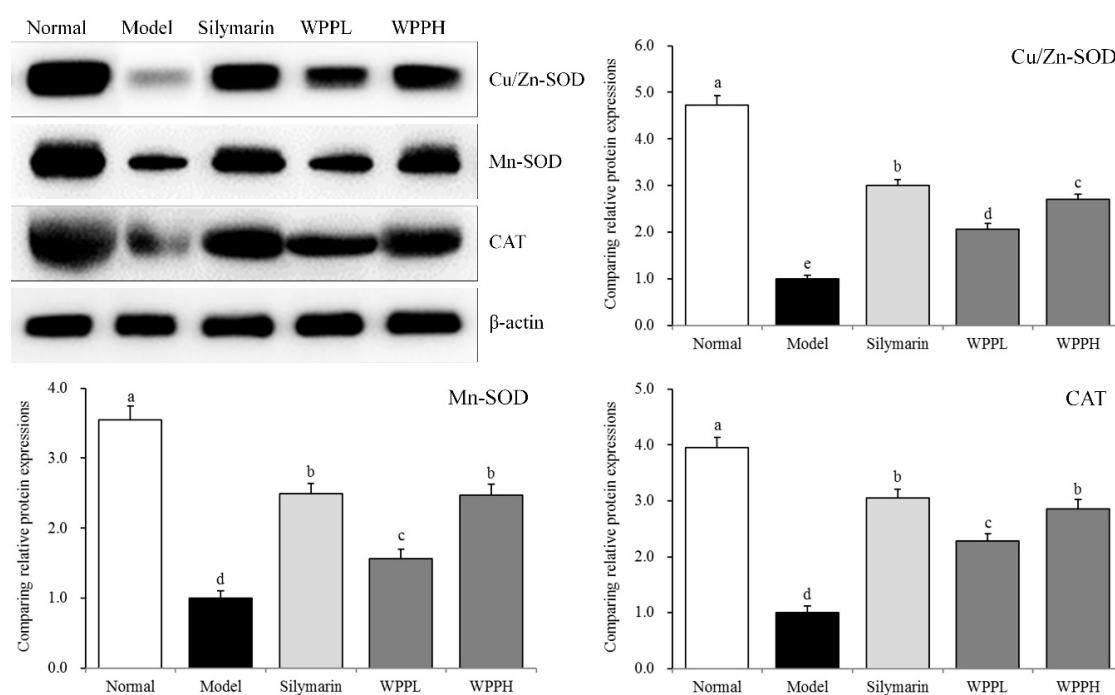 Normal Model Silymarin WPPL WPPH
Cu/Zn-SOD
Mn-SOD
CAT
β-actin
Cu/Zn-SOD
Comparing relative protein expressions
6.0
5.0
4.0
3.0
2.0
1.0
0.0
a
e
b
d
c
Normal Model Silymarin WPPL WPPH
Mn-SOD
Comparing relative protein expressions
4.0
3.0
2.0
1.0
0.0
a
d
b
c
b
Normal Model Silymarin WPPL WPPH
CAT
Comparing relative protein expressions
5.0
4.0
3.0
2.0
1.0
0.0
a
d
b
c
b
Normal Model Silymarin WPPL WPPH